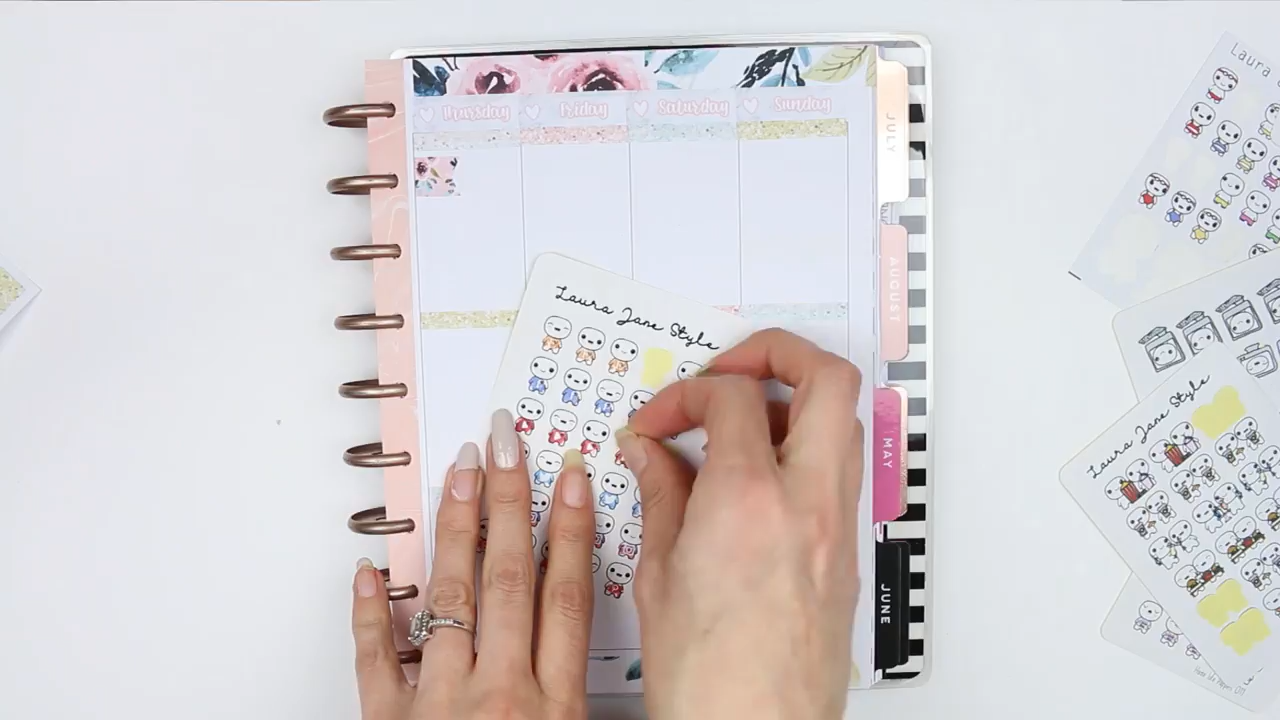 Thursday Friday Saturday Sunday
JULY
AUGUST
MAY
JUNE
Laura Jane Style
Laura
Laura Jane Style